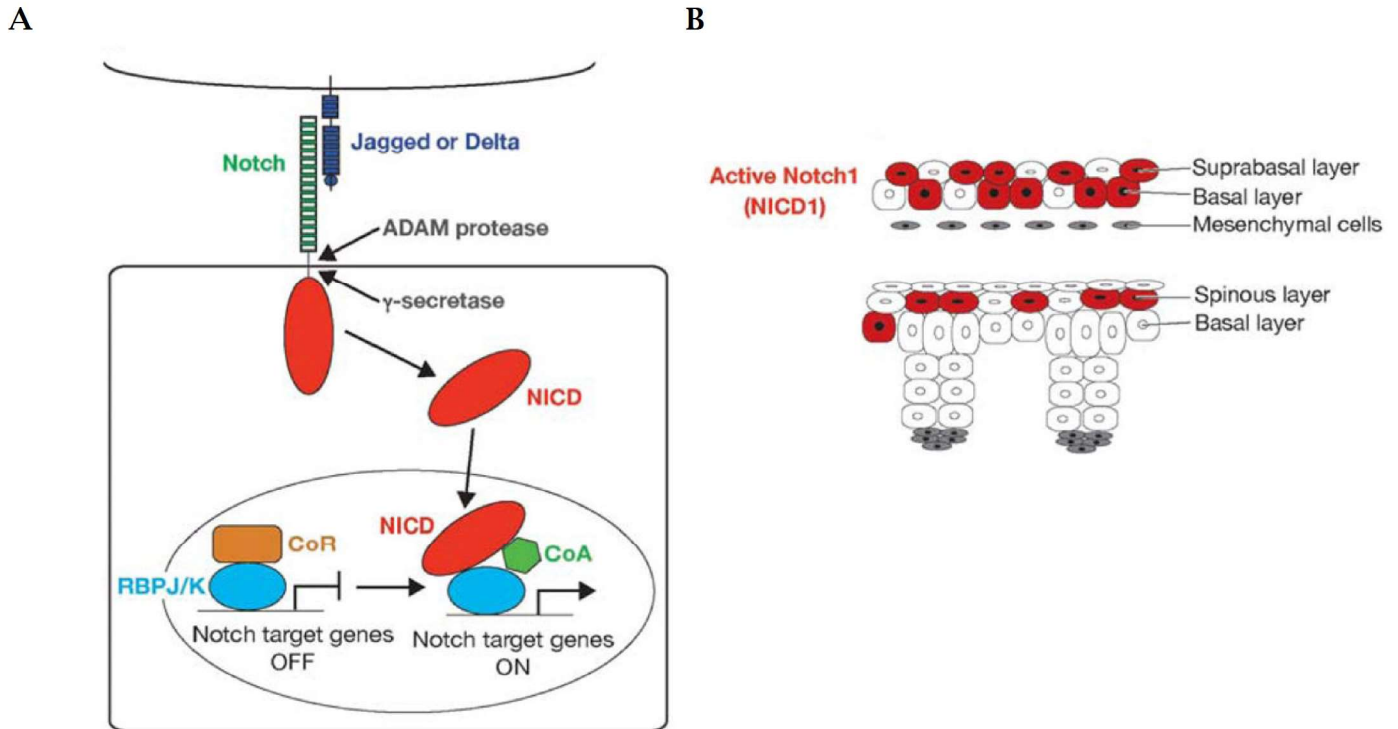 A
Notch
Jagged or Delta
ADAM protease
γ-secretase
NICD
NICD
CoR
CoA
RBPJ/K
Notch target genes
OFF
Notch target genes
ON
B
Active Notch1
(NICD1)
Suprabasal layer
Basal layer
Mesenchymal cells
Spinous layer
Basal layer